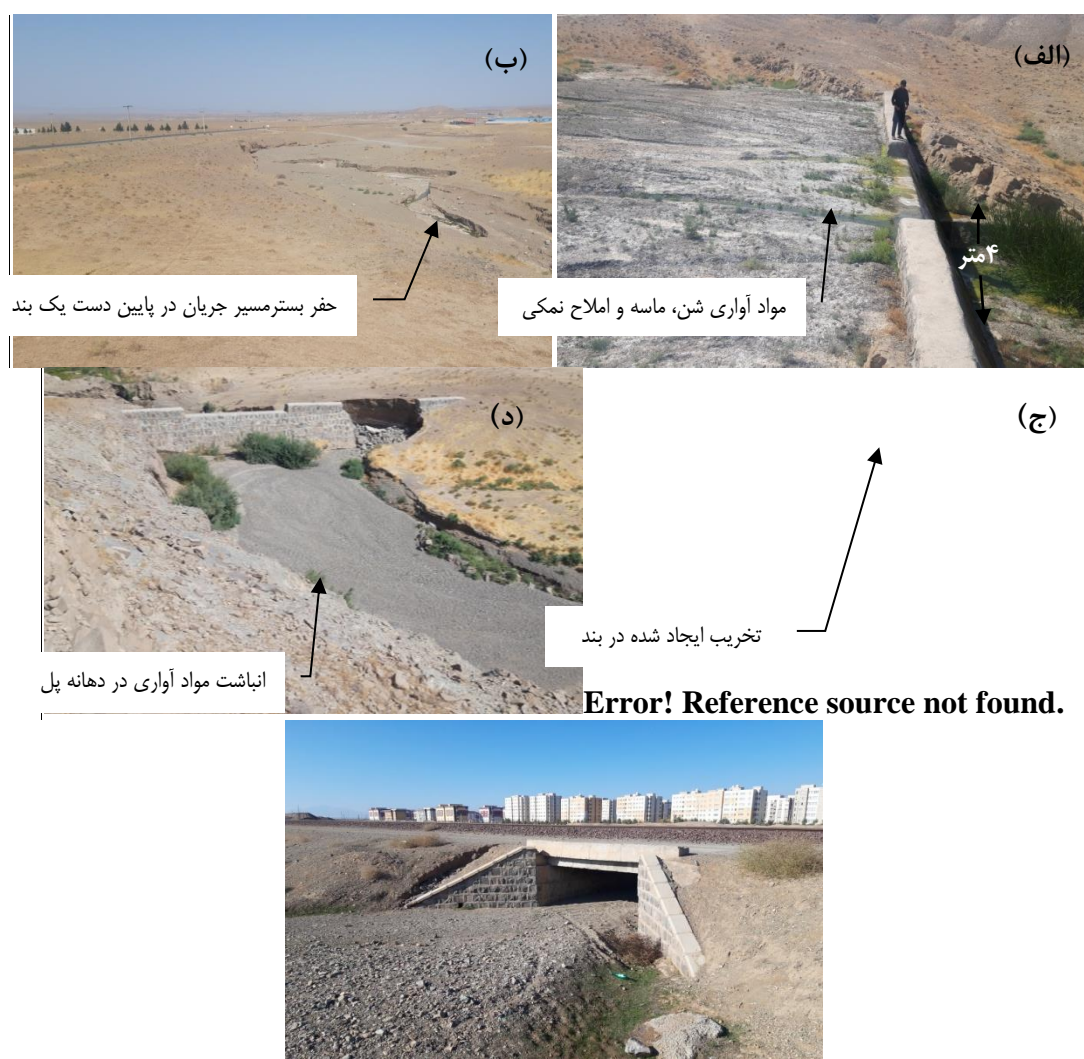 (الف)
(ب)
۴متر
مواد آواری شن، ماسه و املاح نمکی
حفر بسترمسیر جریان در پایین دست یک بند
(ج)
(د)
تخریب ایجاد شده در بند
انباشت مواد آواری در دهانه پل
Error! Reference source not found.